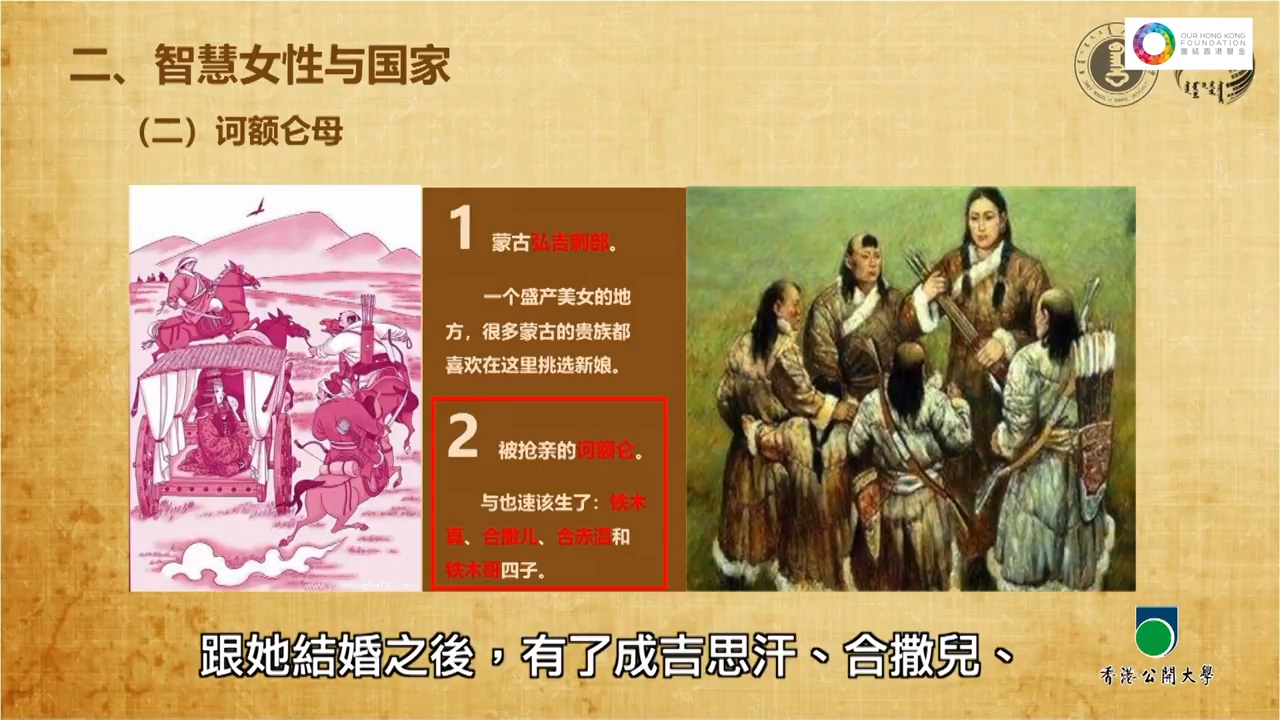 二、智慧女性与国家
OUR HONG KONG
FOUNDATION
團結香港基金
(二) 诃额仑母
1 蒙古弘吉剌部。
一个盛产美女的地
方，很多蒙古的贵族都
喜欢在这里挑选新娘。
2 被抢亲的诃额仑。
与也速该生了：铁木
真、合撒儿、合赤温和
铁木哥四子。
跟她結婚之後，有了成吉思汗、合撒兒、
香港公開大學